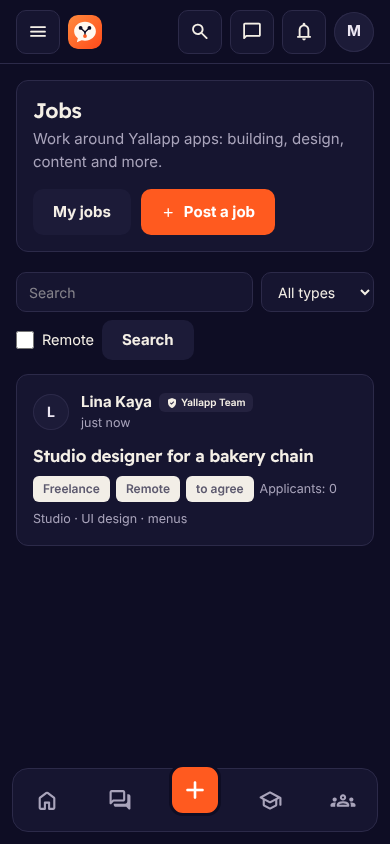 M
Jobs
Work around Yallapp apps: building, design,
content and more.
My jobs
+ Post a job
Search
All types
Remote
Search
L
Lina Kaya
Yallapp Team
just now
Studio designer for a bakery chain
Freelance
Remote
to agree
Applicants: 0
Studio · UI design · menus